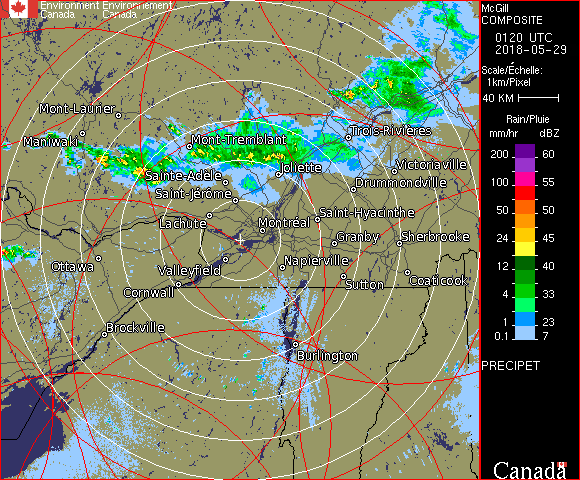 Environment Environnement
Canada Canada
McGill
COMPOSITE
0120 UTC
2018-05-29
Scale/Échelle:
1km/Pixel
40 KM
Rain/Pluie
mm/hr dBZ
200 60
150 55
100 55
50 50
24 45
12 40
4 33
1 23
0.1 7
PRECIPET
Canada
Mont-Laurier
Maniwaki
Mont-Tremblant
Trois-Rivières
Sainte-Adèle
Joliette
Victoriaville
Saint-Jérôme
Drummondville
Lachute
Montréal
Saint-Hyacinthe
Granby
Sherbrooke
Ottawa
Valleyfield
Napierville
Cornwall
Sutton
Coaticook
Brockville
Burlington